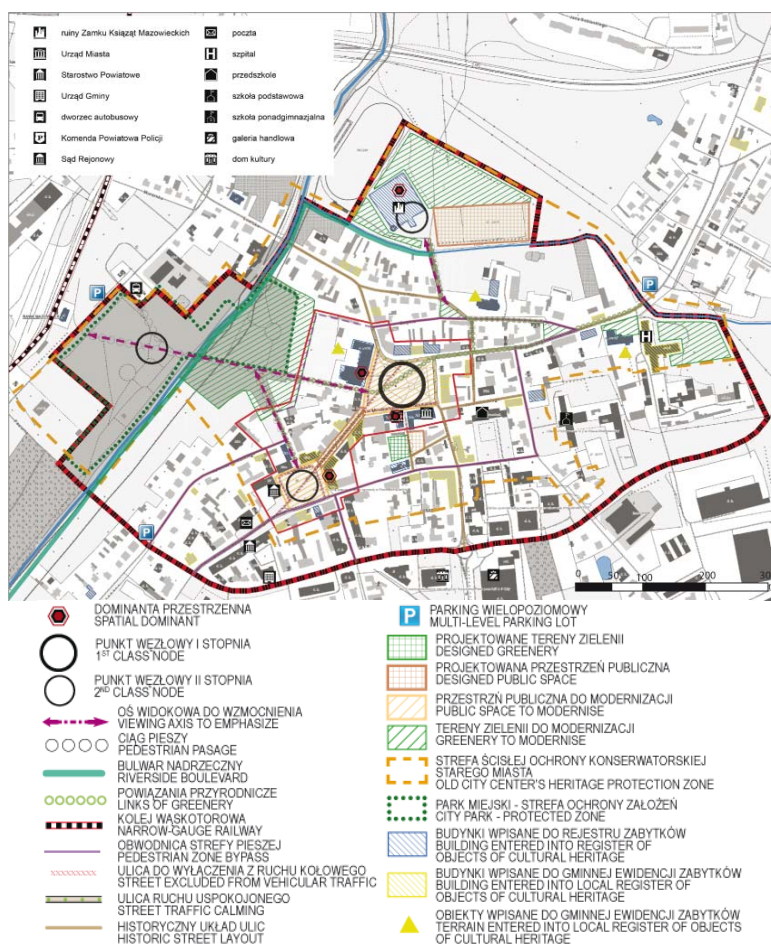 ruiny Zamku Książąt Mazowieckich
Urząd Miasta
Starostwo Powiatowe
Urząd Gminy
dworzec autobusowy
Komenda Powiatowa Policji
Sąd Rejonowy
poczta
szpital
przedszkole
szkoła podstawowa
szkoła ponadgimnazjalna
galeria handlowa
dom kultury
P
P
H
P
0 50 100 200 30
DOMINANTA PRZESTRZENNA
SPATIAL DOMINANT
PUNKT WĘZŁOWY I STOPNIA
1ST CLASS NODE
PUNKT WĘZŁOWY II STOPNIA
2ND CLASS NODE
OŚ WIDOKOWA DO WZMOCNIENIA
VIEWING AXIS TO EMPHASIZE
CIĄG PIESZY
PEDESTRIAN PASAGE
BULWAR NADRZECZNY
RIVERSIDE BOULEVARD
POWIĄZANIA PRZYRODNICZE
LINKS OF GREENERY
KOLEJ WĄSKOTOROWA
NARROW-GAUGE RAILWAY
OBWODNICA STREFY PIESZEJ
PEDESTRIAN ZONE BYPASS
ULICA DO WYŁACZENIA Z RUCHU KOŁOWEGO
STREET EXCLUDED FROM VEHICULAR TRAFFIC
ULICA RUCHU USPOKOJONEGO
STREET TRAFFIC CALMING
HISTORYCZNY UKŁAD ULIC
HISTORIC STREET LAYOUT
P PARKING WIELOPOZIOMOWY
MULTI-LEVEL PARKING LOT
PROJEKTOWANE TERENY ZIELENII
DESIGNED GREENERY
PROJEKTOWANA PRZESTRZEŃ PUBLICZNA
DESIGNED PUBLIC SPACE
PRZESTRZŃ PUBLICZNA DO MODERNIZACJI
PUBLIC SPACE TO MODERNISE
TERENY ZIELENII DO MODERNIZACJI
GREENERY TO MODERNISE
STREFA ŚCISŁEJ OCHRONY KONSERWATORSKIEJ
STAREGO MIASTA
OLD CITY CENTER'S HERITAGE PROTECTION ZONE
PARK MIEJSKI - STREFA OCHRONY ZAŁOŻEŃ
CITY PARK - PROTECTED ZONE
BUDYNKI WPISANE DO REJESTRU ZABYTKÓW
BUILDING ENTERED INTO REGISTER OF
OBJECTS OF CULTURAL HERITAGE
BUDYNKI WPISANE DO GMINNEJ EWIDENCJI ZABYTKÓW
BUILDING ENTERED INTO LOCAL REGISTER OF
OBJECTS OF CULTURAL HERITAGE
OBIEKTY WPISANE DO GMINNEJ EWIDENCJI ZABYTKÓW
TERRAIN ENTERED INTO LOCAL REGISTER OF OBJECTS
OF CULTURAL HERITAGE